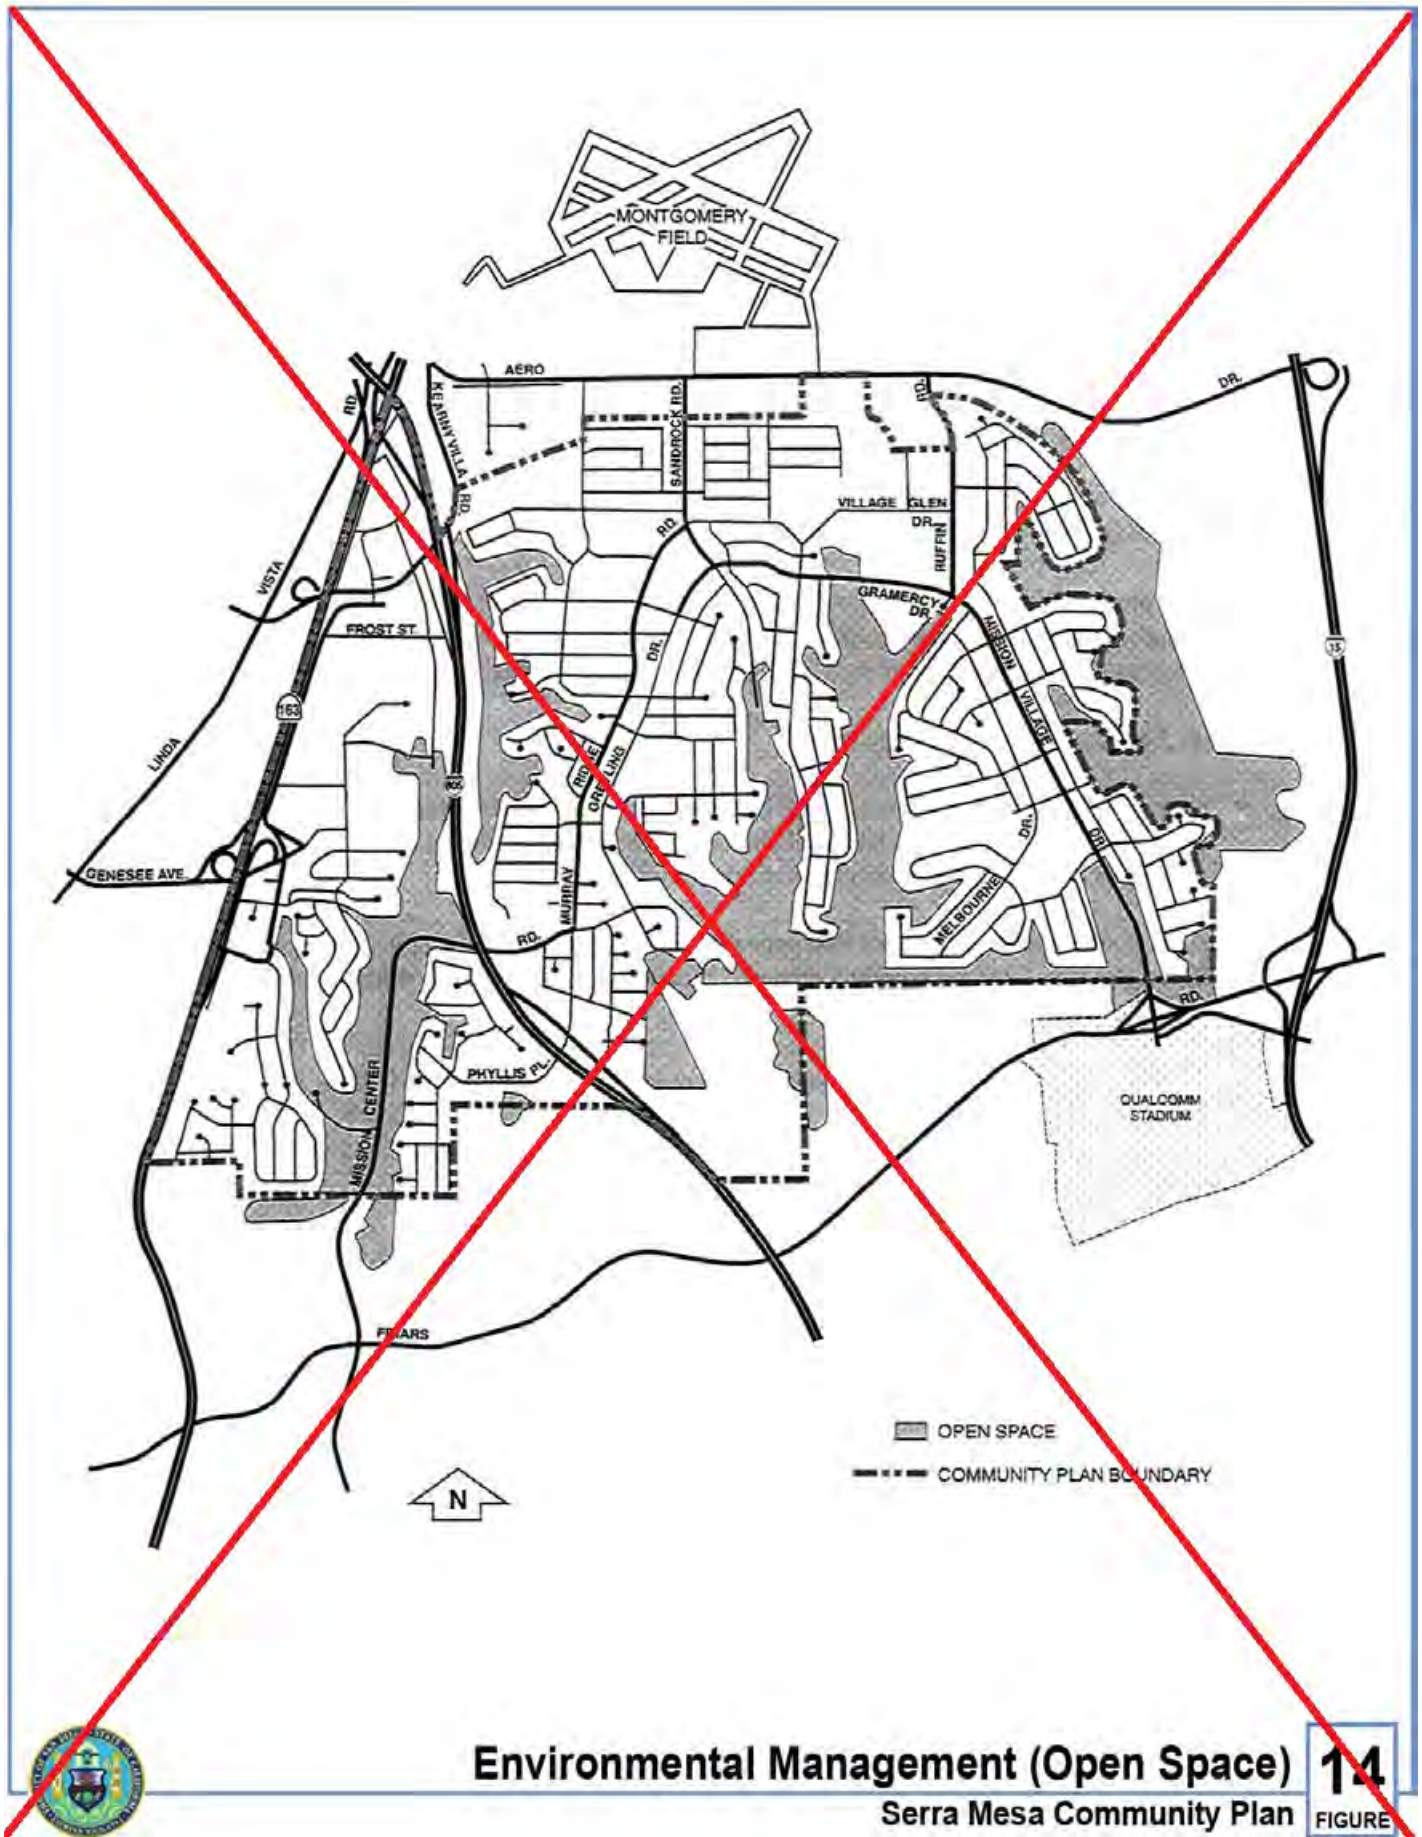 MONTGOMERY
FIELD
AERO
DR.
RD.
KEARNY VILLA
RD.
SANDROCK RD.
RD.
VILLAGE GLEN
DR.
RUFFIN
RD.
VISTA
LINDA
FROST ST.
GRAMERCY
DR.
MISSION
VILLAGE
DR.
15
163
805
DR.
RIDGE
GREYLING
GENESEE AVE.
MURRAY
RD.
MELBOURNE
DR.
RD.
PHYLLIS PL.
MISSION
CENTER
QUALCOMM
STADIUM
FRIARS
OPEN SPACE
COMMUNITY PLAN BOUNDARY
N
Environmental Management (Open Space)
Serra Mesa Community Plan
14
FIGURE